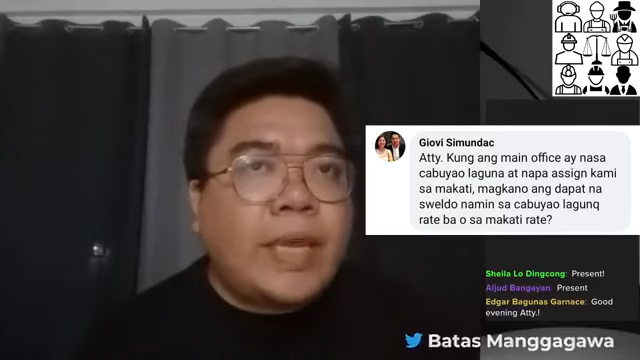 Giovi Simundac
Atty. Kung ang main office ay nasa
cabuyao laguna at napa assign kami
sa makati, magkano ang dapat na
sweldo namin sa cabuyao lagunq
rate ba o sa makati rate?
Sheila Lo Dingcong: Present!
Aljud Bangayan: Present
Edgar Bagunas Garnace: Good
evening Atty.!
Batas Manggagawa